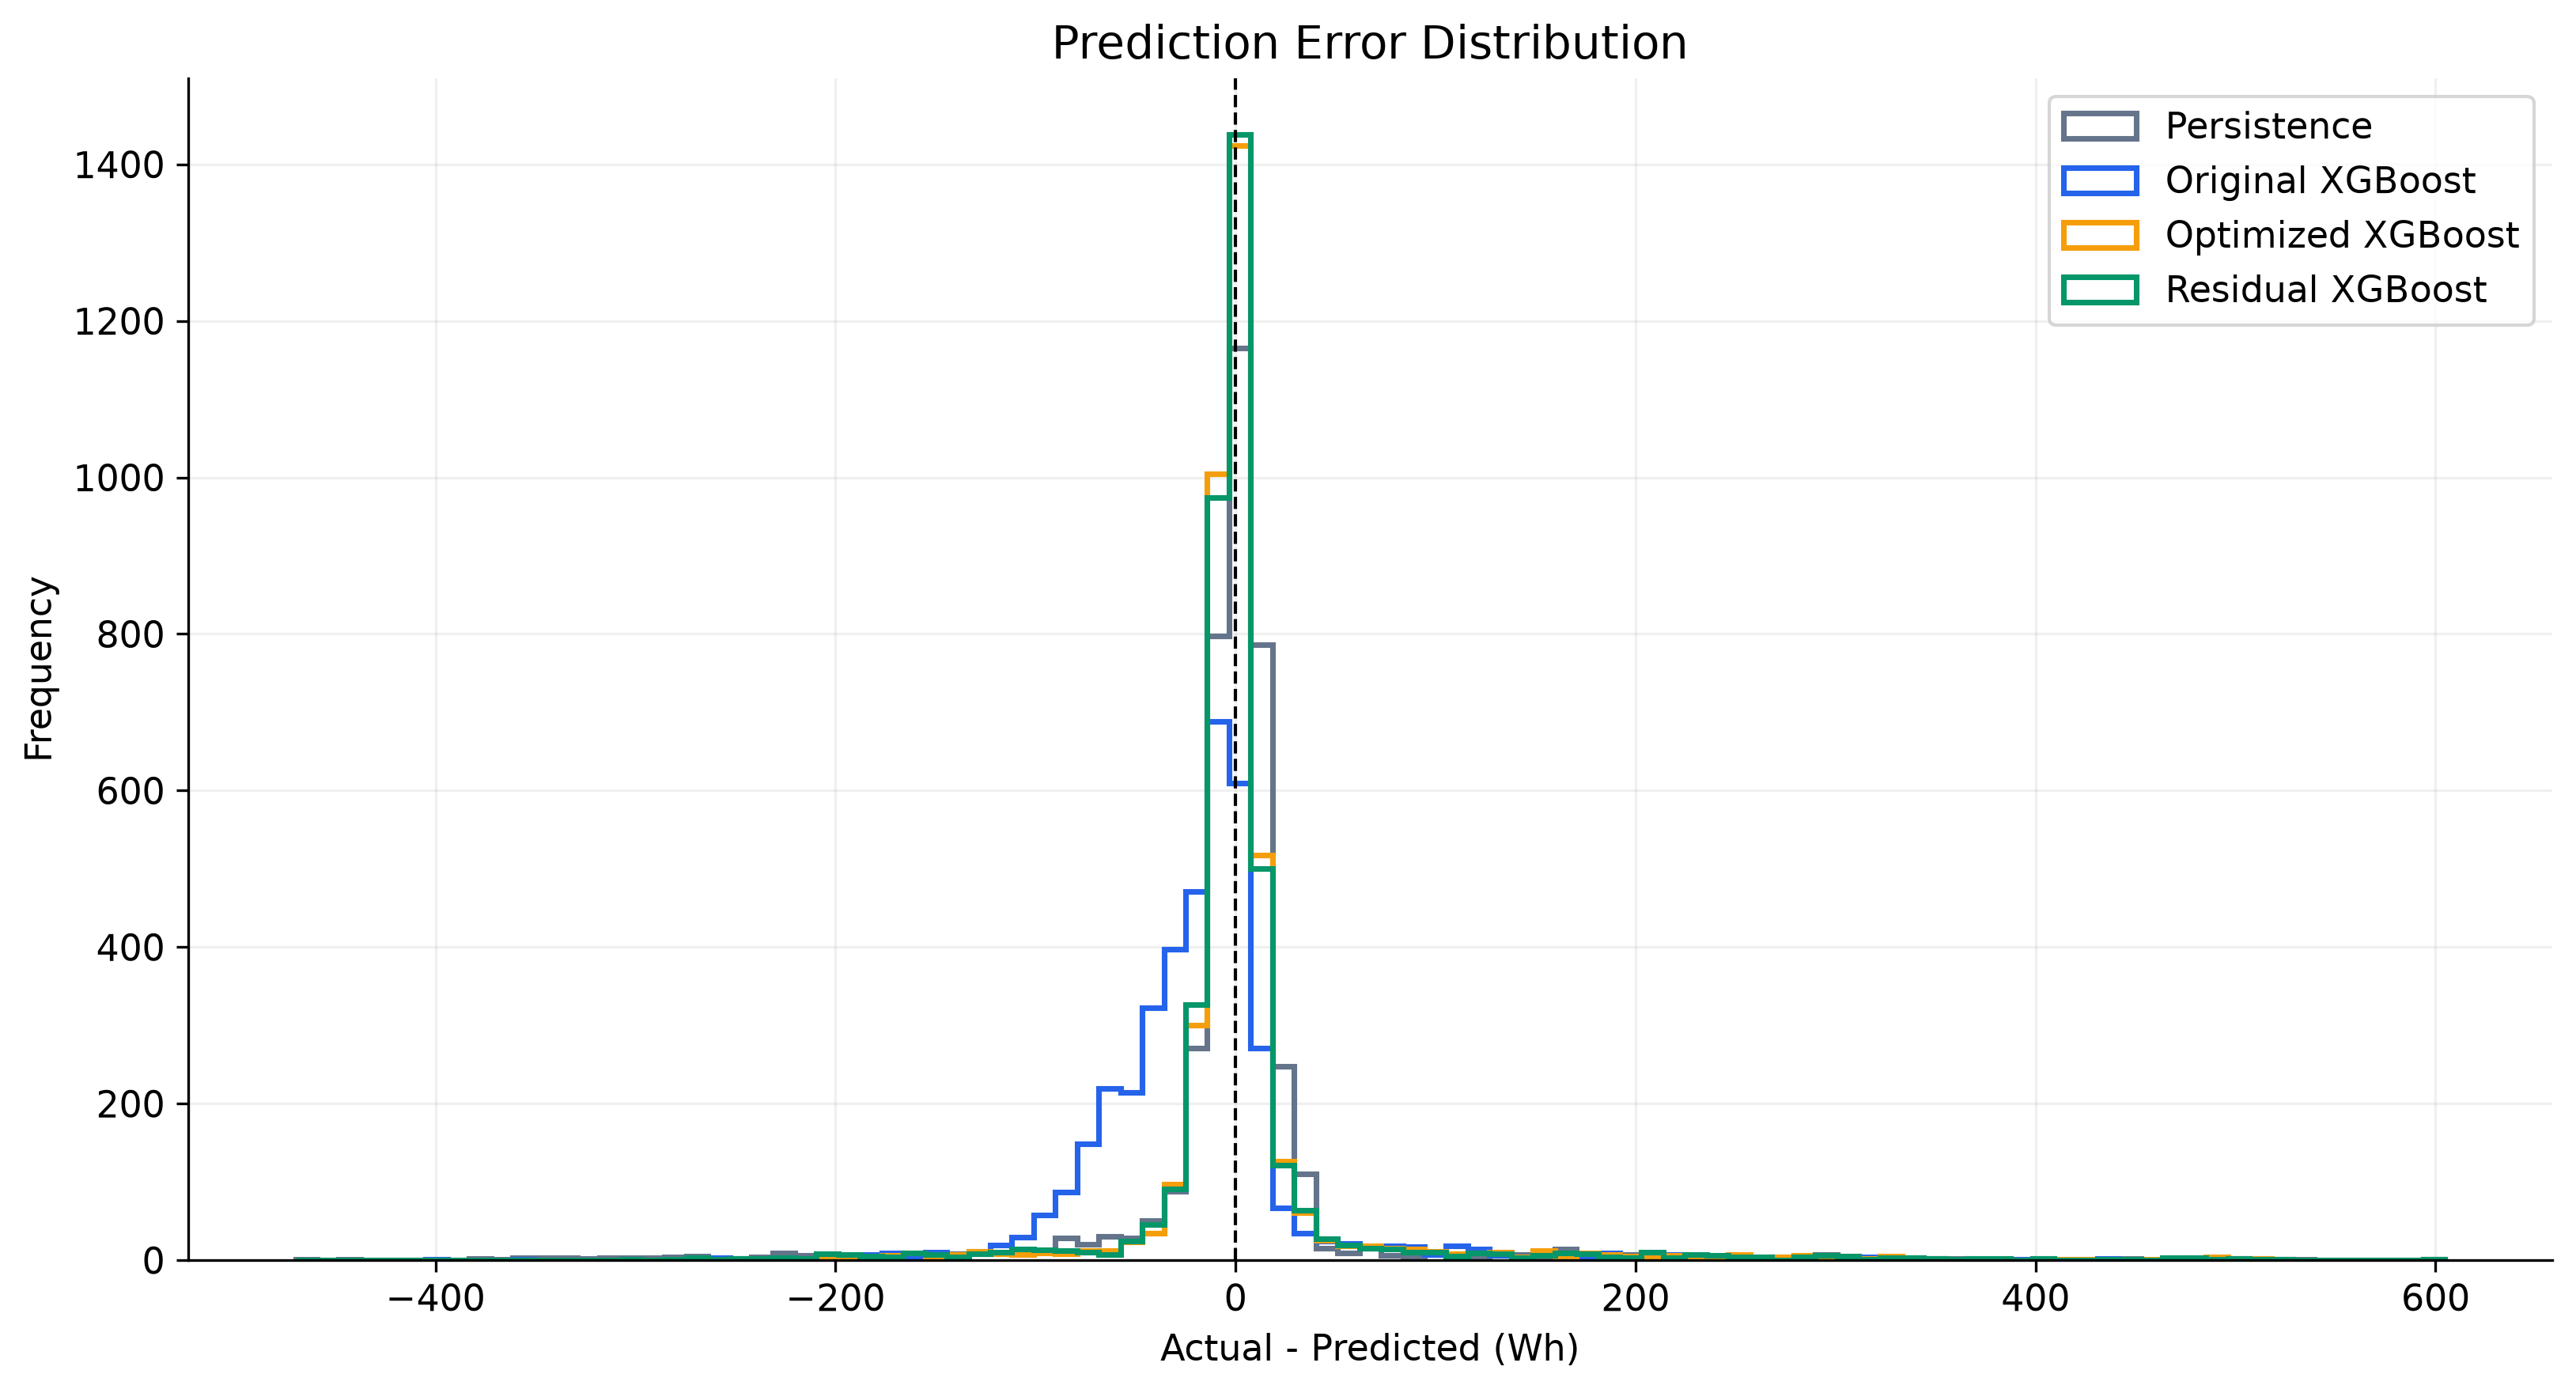 Prediction Error Distribution
Persistence
Original XGBoost
Optimized XGBoost
Residual XGBoost
1400
1200
1000
800
600
400
200
0
Frequency
−400
−200
0
200
400
600
Actual - Predicted (Wh)